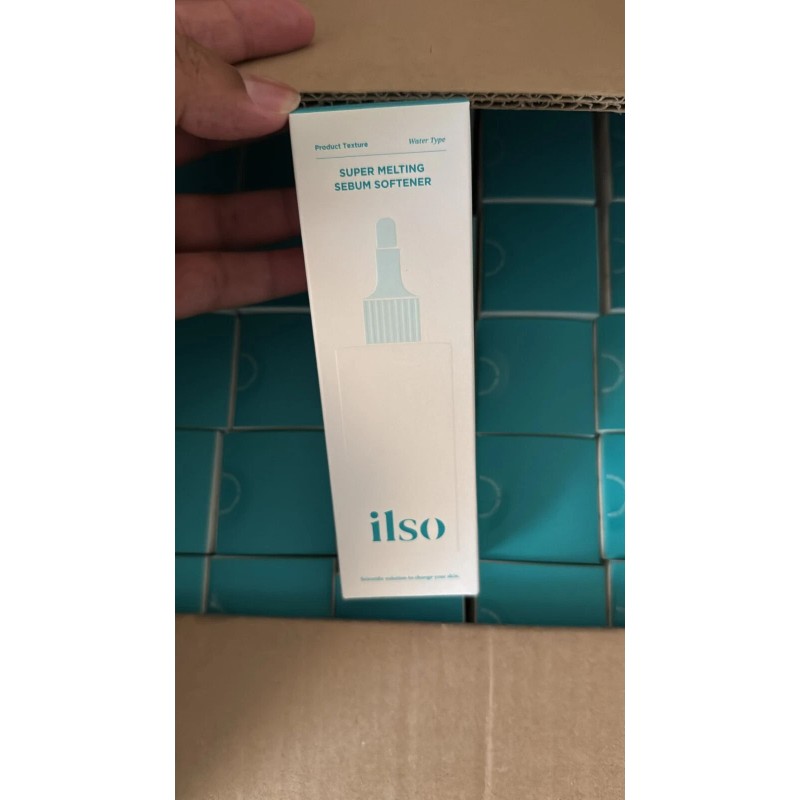 Product Texture Water Type
SUPER MELTING
SEBUM SOFTENER
ilso
Scientific solution to change your skin.